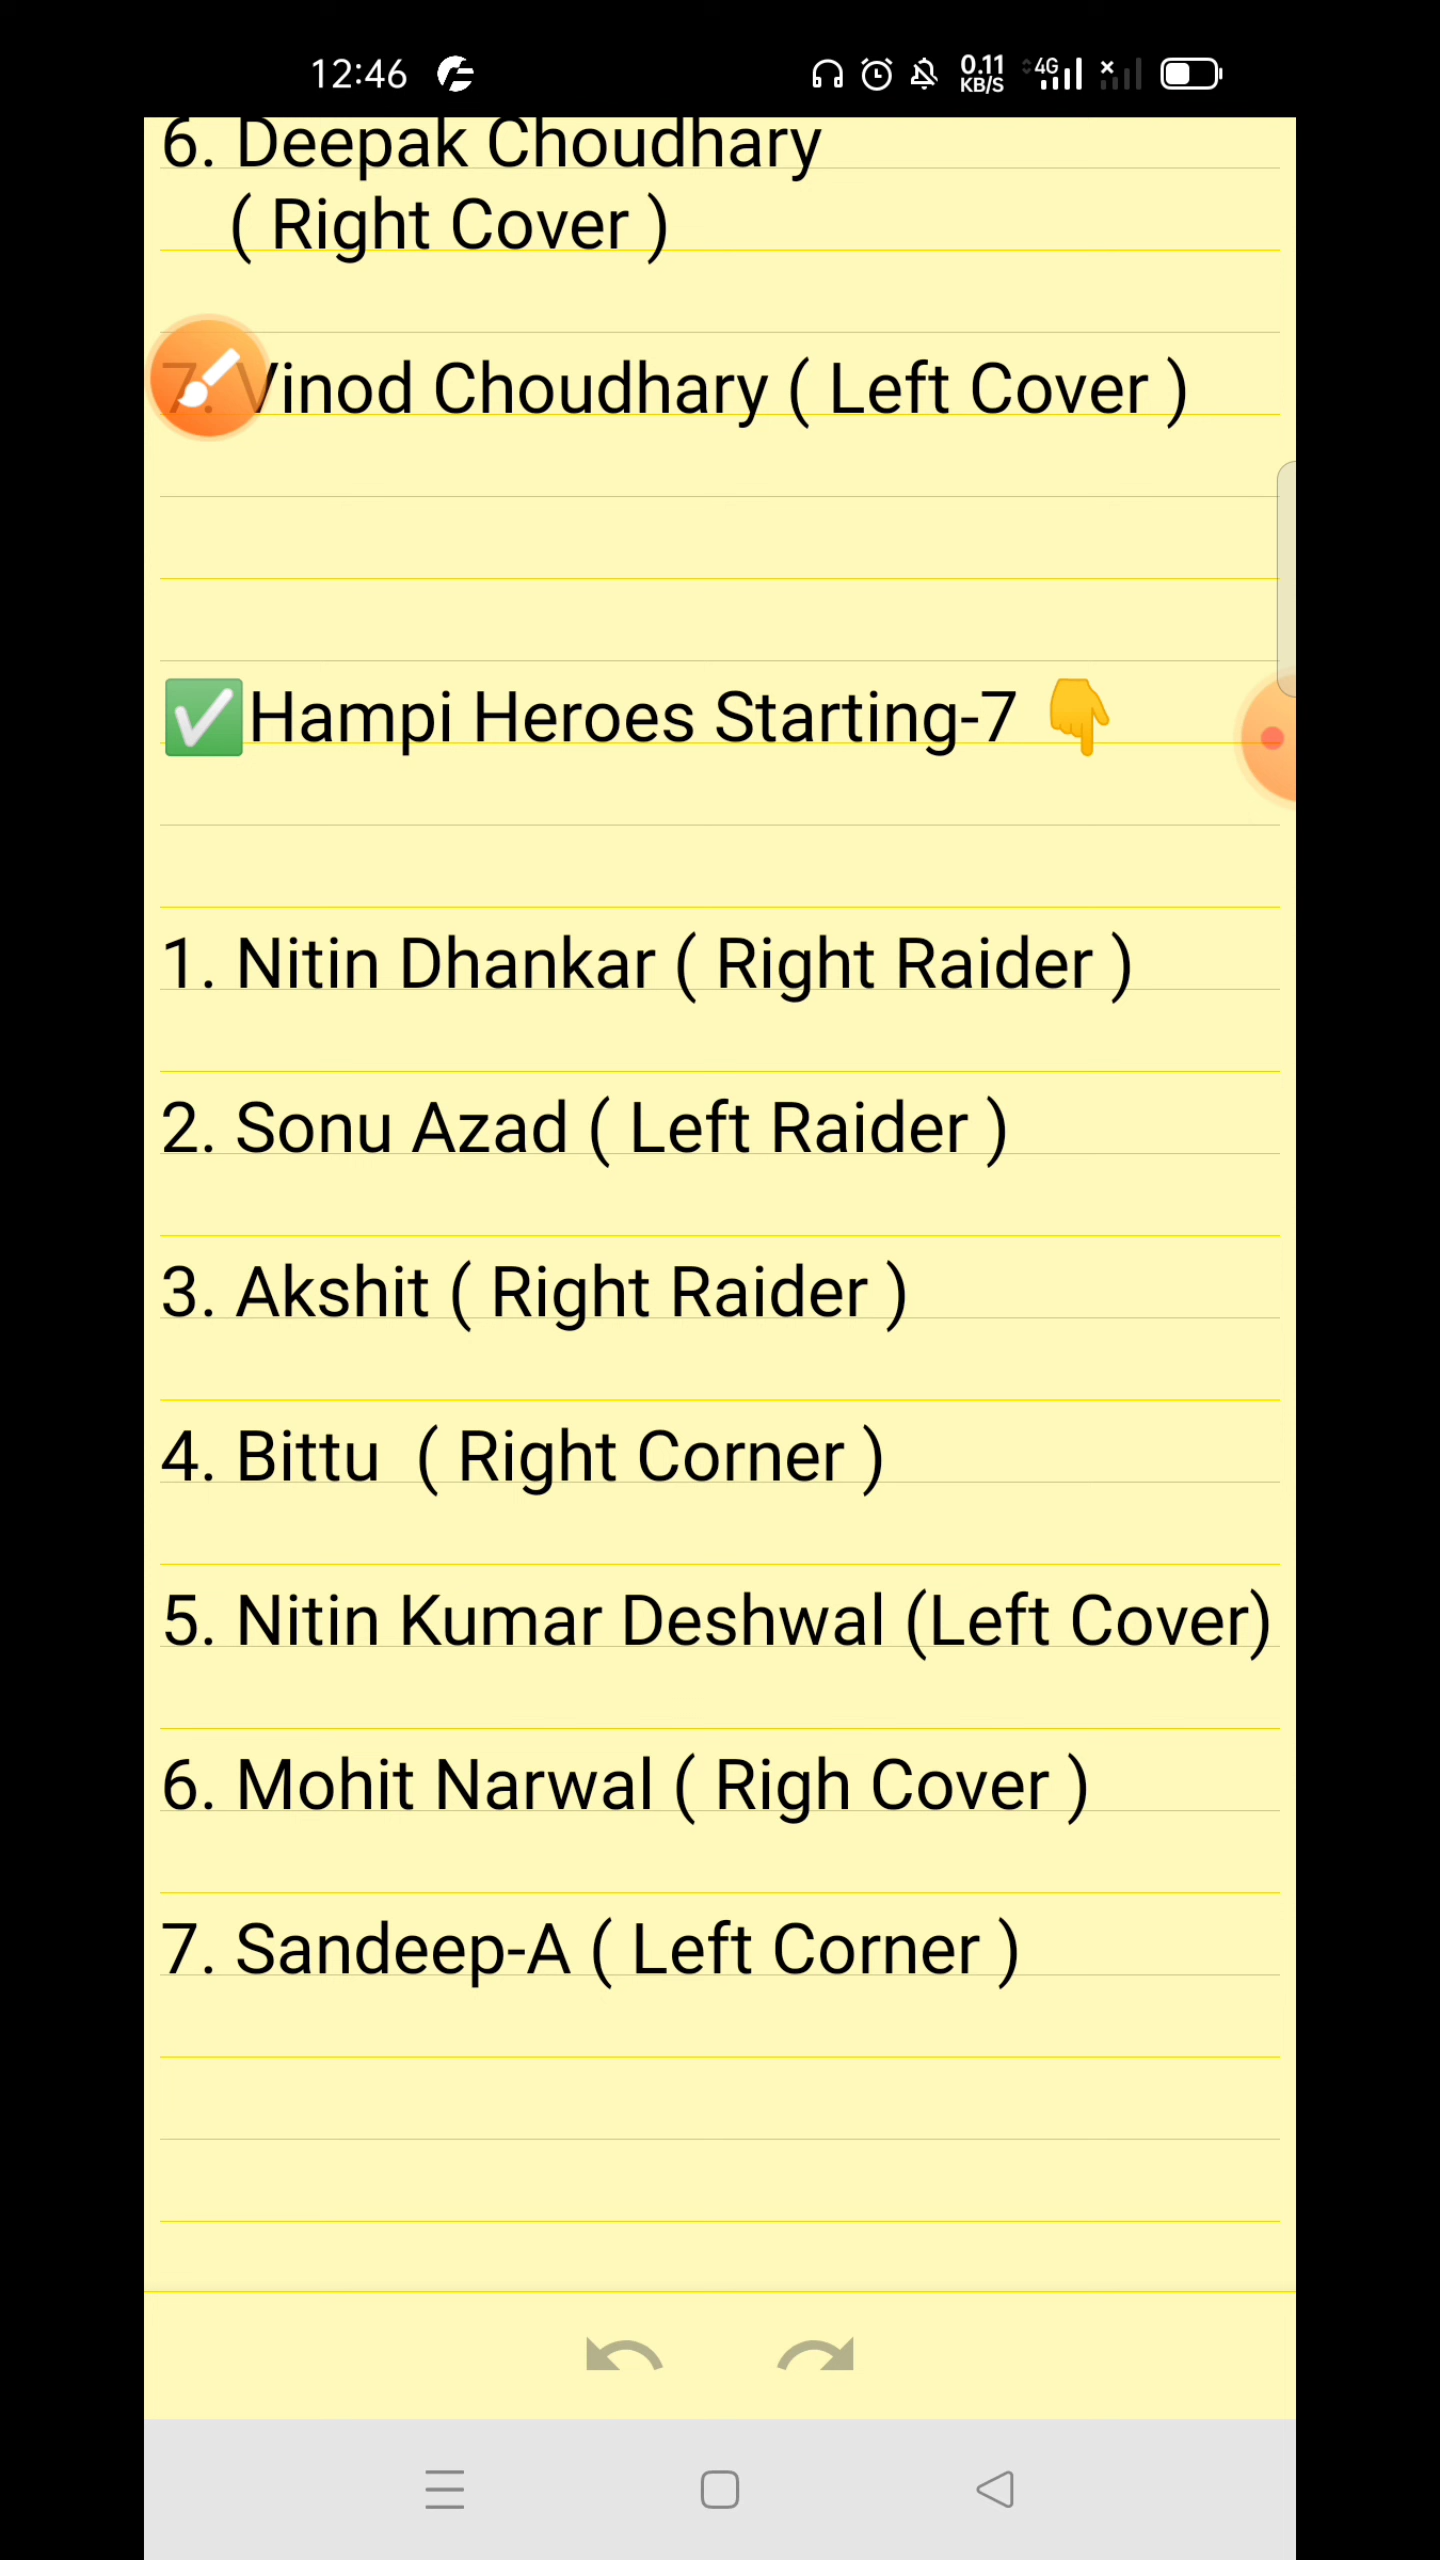 12:46
0.11
KB/S
4G
6. Deepak Choudhary
( Right Cover )
7. Vinod Choudhary ( Left Cover )
✅Hampi Heroes Starting-7 👇
1. Nitin Dhankar ( Right Raider )
2. Sonu Azad ( Left Raider )
3. Akshit ( Right Raider )
4. Bittu  ( Right Corner )
5. Nitin Kumar Deshwal (Left Cover)
6. Mohit Narwal ( Righ Cover )
7. Sandeep-A ( Left Corner )